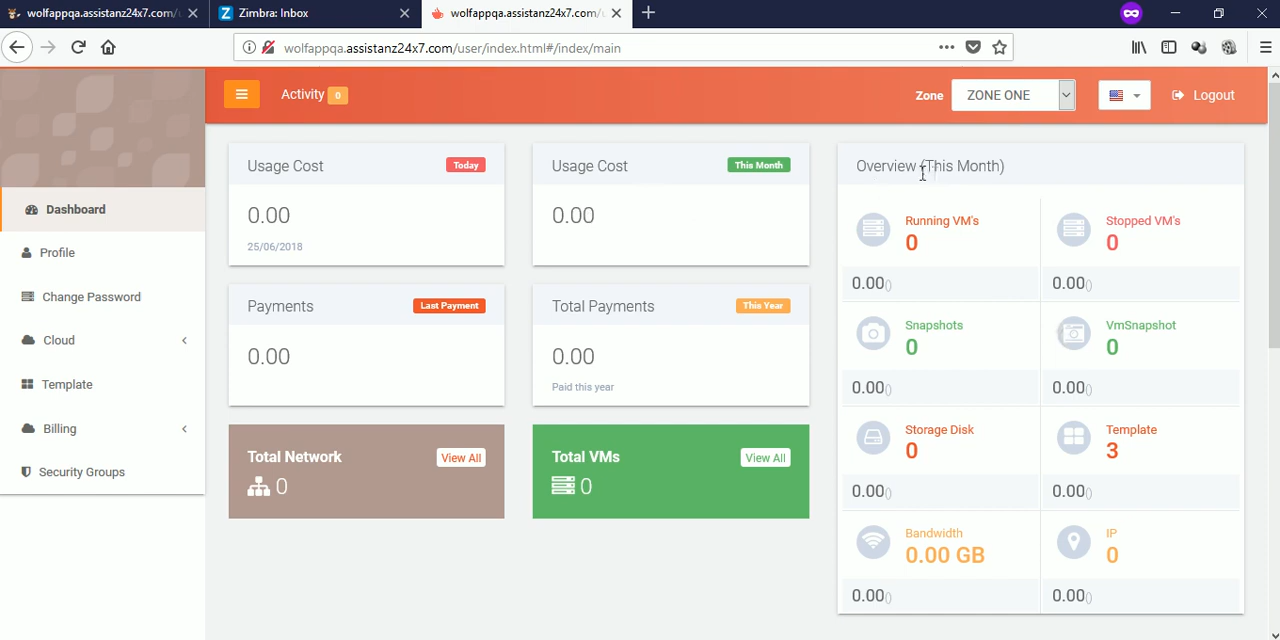 wolfappqa.assistanz24x7.com/u
Zimbra: Inbox
wolfappqa.assistanz24x7.com/u
wolfappqa.assistanz24x7.com/user/index.html#/index/main
Activity 0
Zone
ZONE ONE
Logout
Dashboard
Profile
Change Password
Cloud
Template
Billing
Security Groups
Usage Cost
Today
0.00
25/06/2018
Usage Cost
This Month
0.00
Payments
Last Payment
0.00
Total Payments
This Year
0.00
Paid this year
Total Network
View All
0
Total VMs
View All
0
Overview (This Month)
Running VM's
0
0.00()
Stopped VM's
0
0.00()
Snapshots
0
0.00()
VmSnapshot
0
0.00()
Storage Disk
0
0.00()
Template
3
0.00()
Bandwidth
0.00 GB
0.00()
IP
0
0.00()